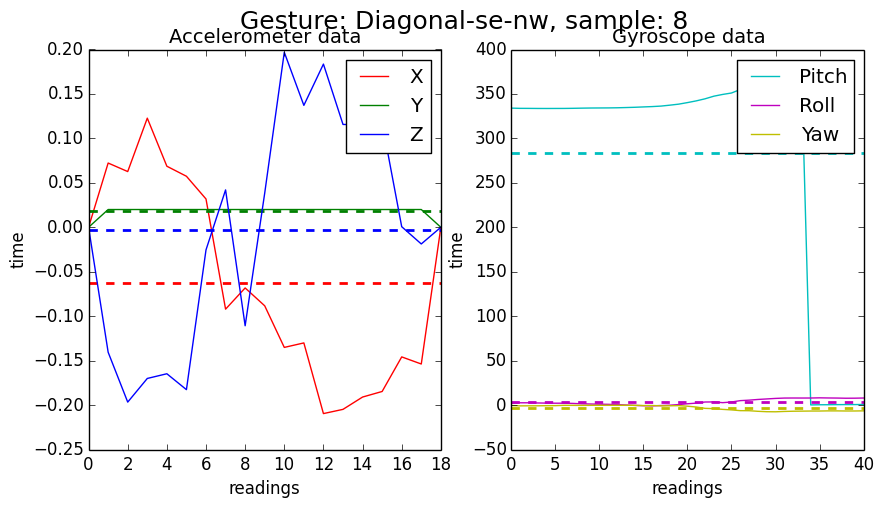 Gesture: Diagonal-se-nw, sample: 8
Accelerometer data
0.20
0.15
0.10
0.05
0.00
−0.05
−0.10
−0.15
−0.20
−0.25
time
0 2 4 6 8 10 12 14 16 18
readings
X
Y
Z
Gyroscope data
400
350
300
250
200
150
100
50
0
−50
time
0 5 10 15 20 25 30 35 40
readings
Pitch
Roll
Yaw